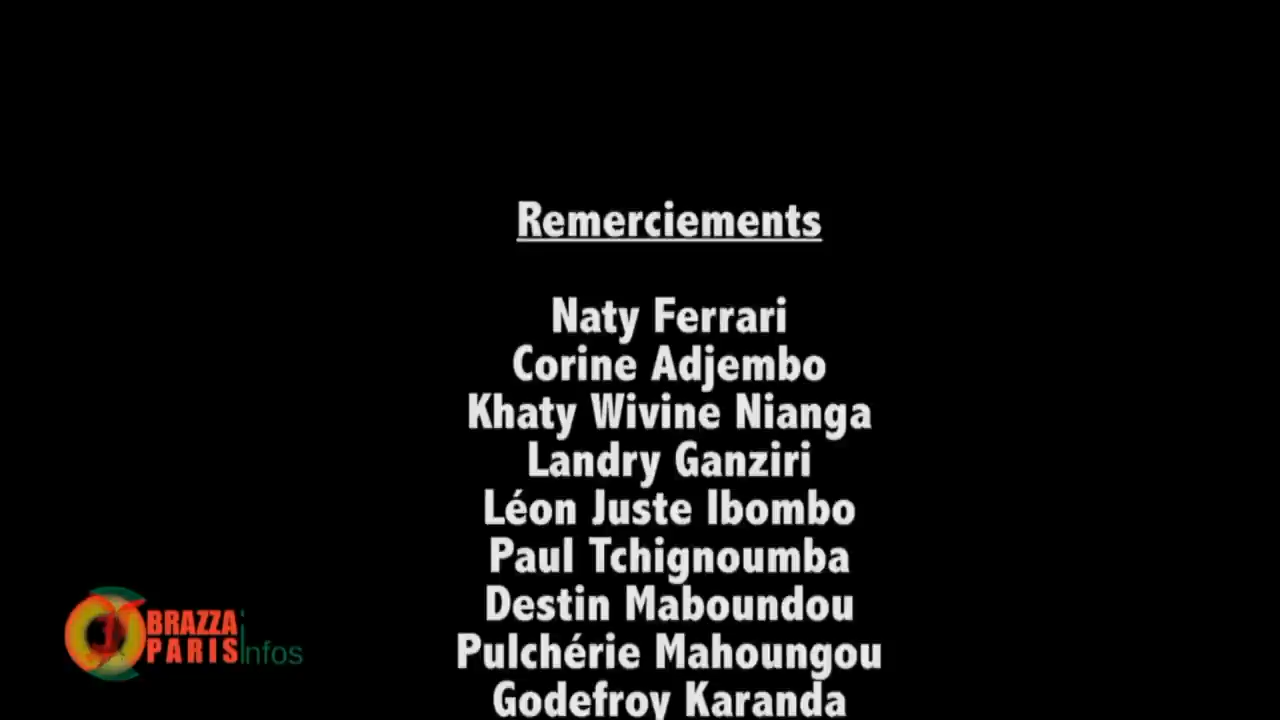 Remerciements
Naty Ferrari
Corine Adjembo
Khaty Wivine Nianga
Landry Ganziri
Léon Juste Ibombo
Paul Tchignoumba
Destin Maboundou
Pulchérie Mahoungou
Godefroy Karanda
BRAZZA
PARIS Infos